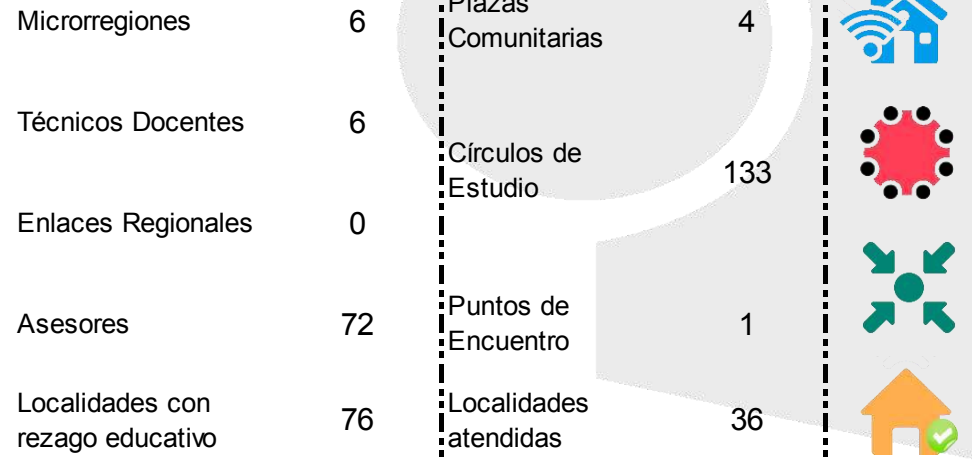 Microrregiones 6
Plazas
Comunitarias 4
Técnicos Docentes 6
Círculos de
Estudio 133
Enlaces Regionales 0
Asesores 72
Puntos de
Encuentro 1
Localidades con
rezago educativo 76
Localidades
atendidas 36